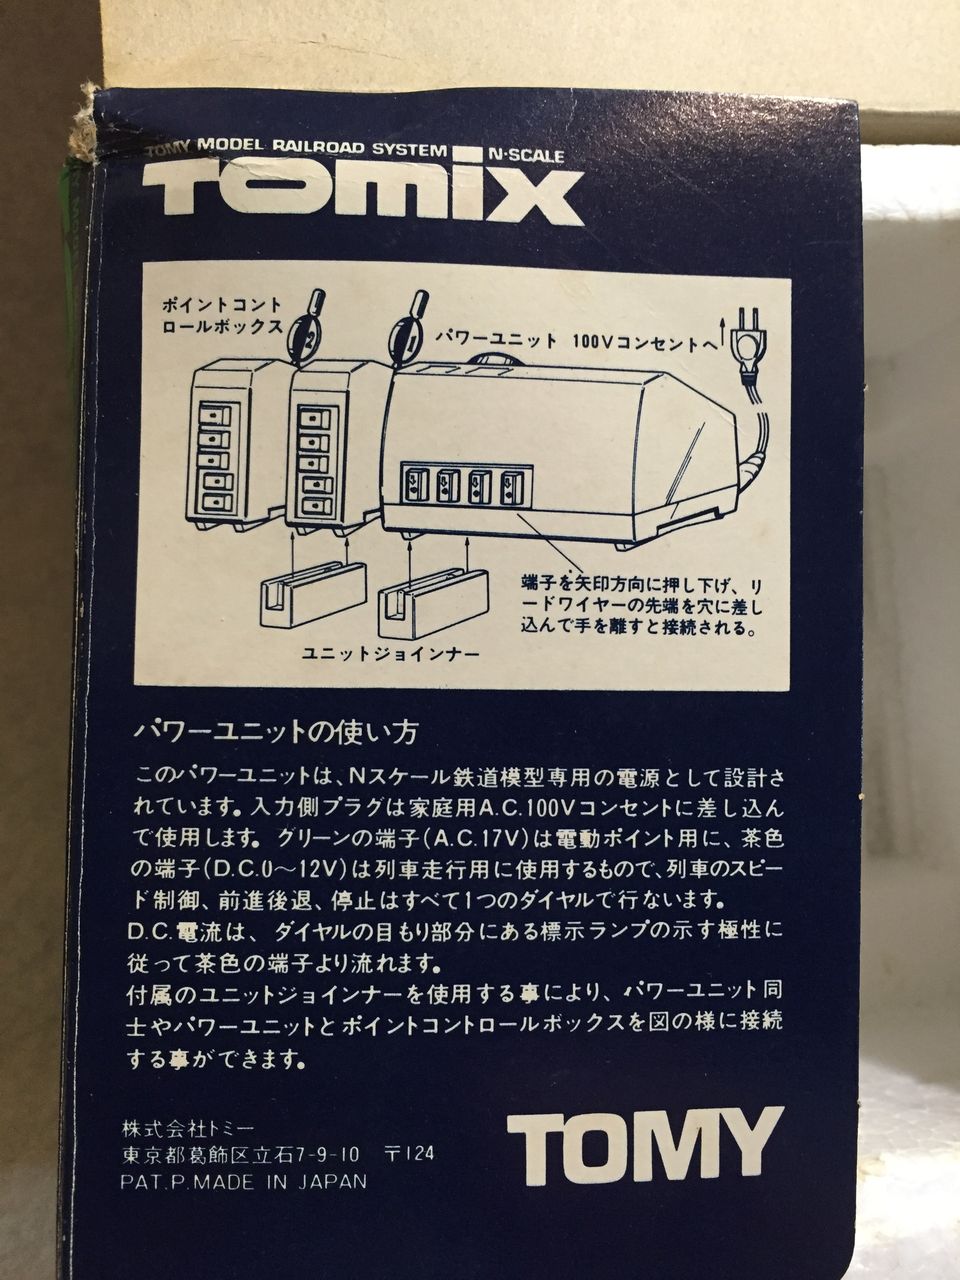 TOMY MODEL RAILROAD SYSTEM N·SCALE
TOMIX
ポイントコント
ロールボックス
2
1
パワーユニット 100Vコンセントへ
端子を矢印方向に押し下げ、リ
ードワイヤーの先端を穴に差し
込んで手を離すと接続される。
ユニットジョインナー
パワーユニットの使い方
このパワーユニットは、Nスケール鉄道模型専用の電源として設計さ
れています。入力側プラグは家庭用A.C.100Vコンセントに差し込ん
で使用します。グリーンの端子(A.C.17V)は電動ポイント用に、茶色
の端子(D.C.0〜12V)は列車走行用に使用するもので、列車のスピー
ド制御、前進後退、停止はすべて1つのダイヤルで行ないます。
D.C.電流は、ダイヤルの目もり部分にある標示ランプの示す極性に
従って茶色の端子より流れます。
付属のユニットジョインナーを使用する事により、パワーユニット同
士やパワーユニットとポイントコントロールボックスを図の様に接続
する事ができます。
株式会社トミー
東京都葛飾区立石7-9-10 〒124
PAT.P.MADE IN JAPAN
TOMY